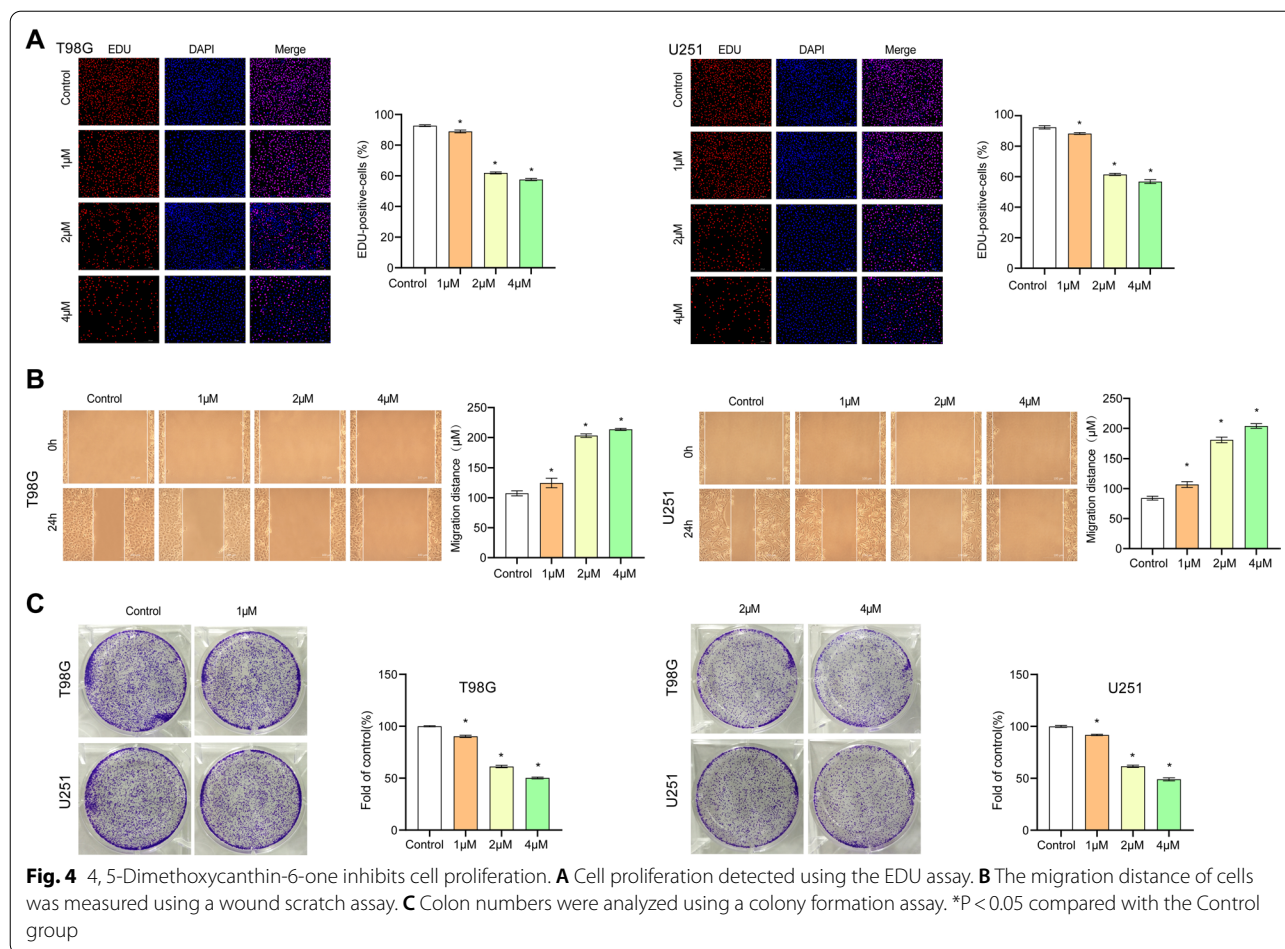 A
T98G
EDU DAPI Merge
Control
1μM
2μM
4μM
EDU-positive-cells (%)
100
80
60
40
20
0
* * *
Control 1μM 2μM 4μM
U251
EDU DAPI Merge
Control
1μM
2μM
4μM
EDU-positive-cells (%)
100
80
60
40
20
0
* * *
Control 1μM 2μM 4μM
B
Control 1μM 2μM 4μM
T98G
0h
24h
Migration distance (μM)
250
200
150
100
50
0
* * *
Control 1μM 2μM 4μM
Control 1μM 2μM 4μM
U251
0h
24h
Migration distance (μM)
250
200
150
100
50
0
* * *
Control 1μM 2μM 4μM
C
Control 1μM
T98G
U251
T98G
Fold of control(%)
150
100
50
0
* * *
Control 1μM 2μM 4μM
2μM 4μM
T98G
U251
U251
Fold of control(%)
150
100
50
0
* * *
Control 1μM 2μM 4μM
Fig. 4 4, 5-Dimethoxycanthin-6-one inhibits cell proliferation. A Cell proliferation detected using the EDU assay. B The migration distance of cells
was measured using a wound scratch assay. C Colon numbers were analyzed using a colony formation assay. *P < 0.05 compared with the Control
group